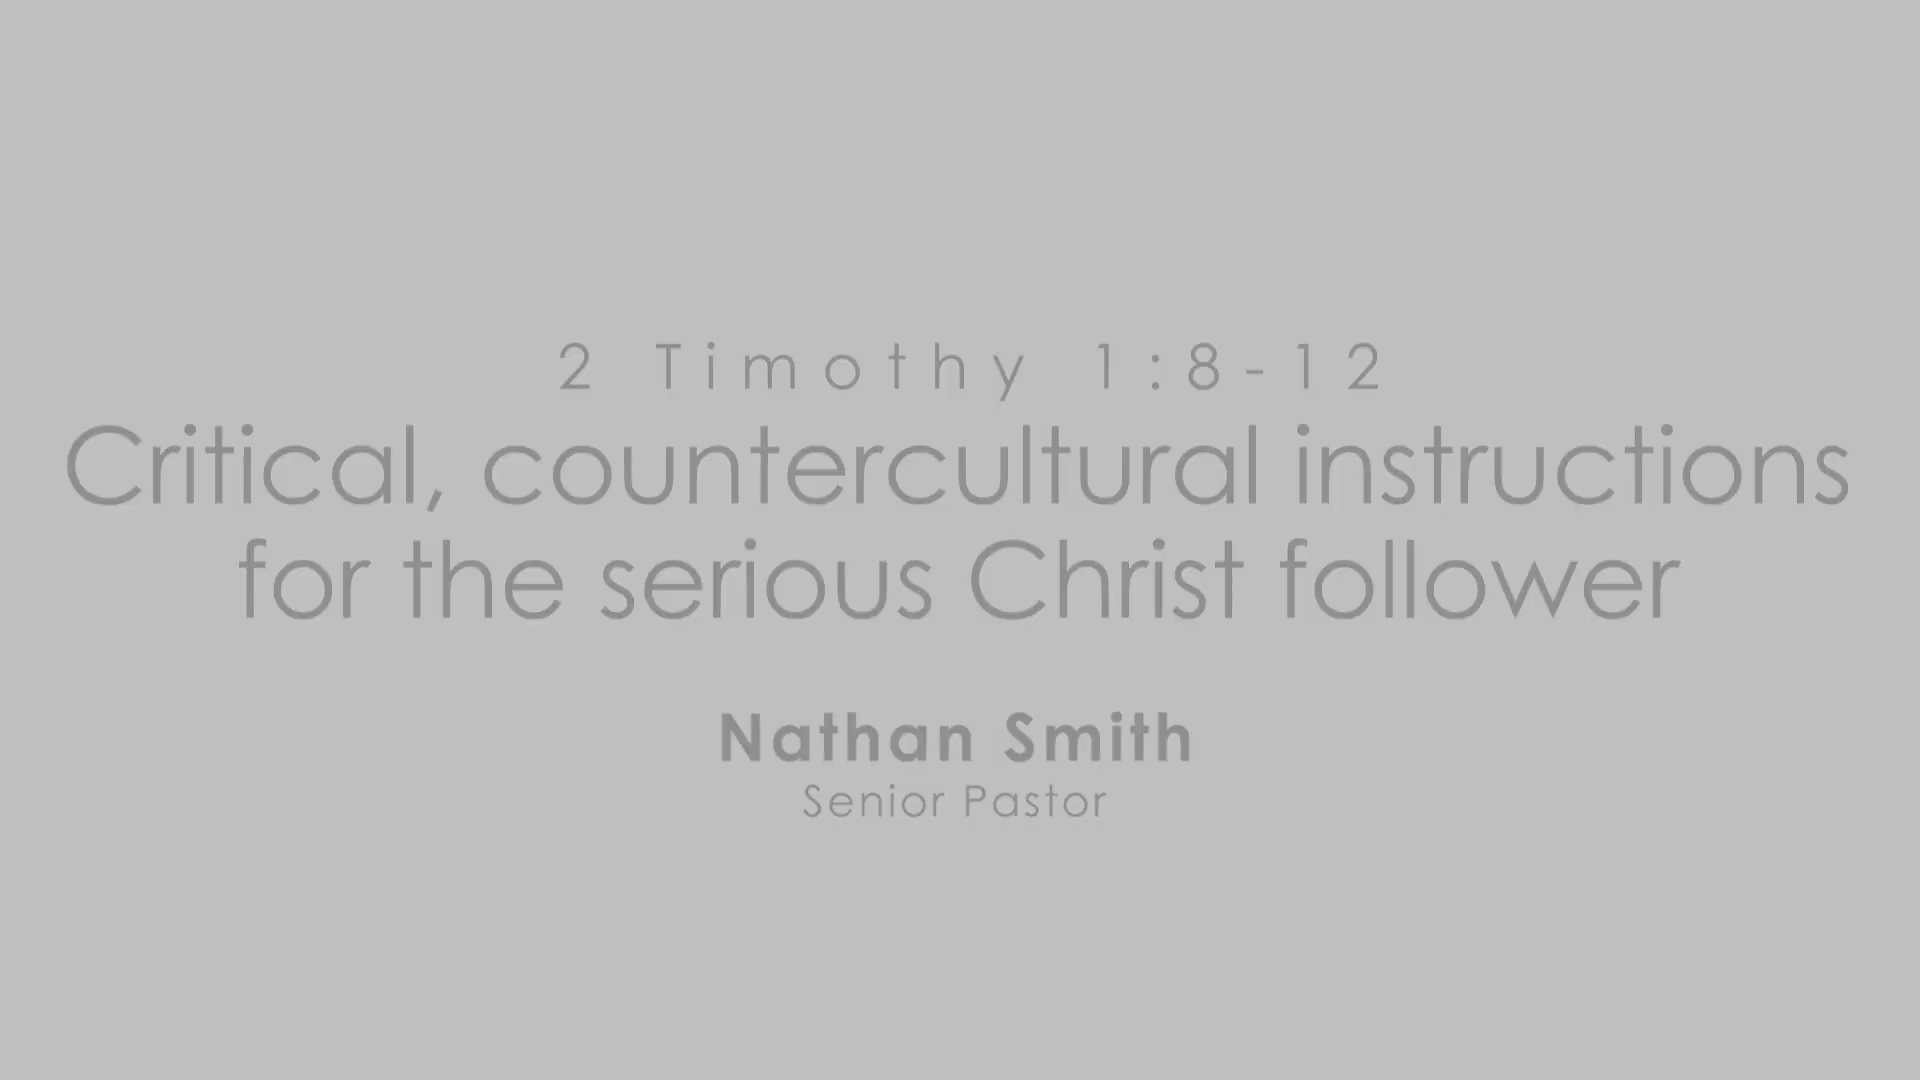 2 Timothy 1:8-12
Critical, countercultural instructions
for the serious Christ follower
Nathan Smith
Senior Pastor